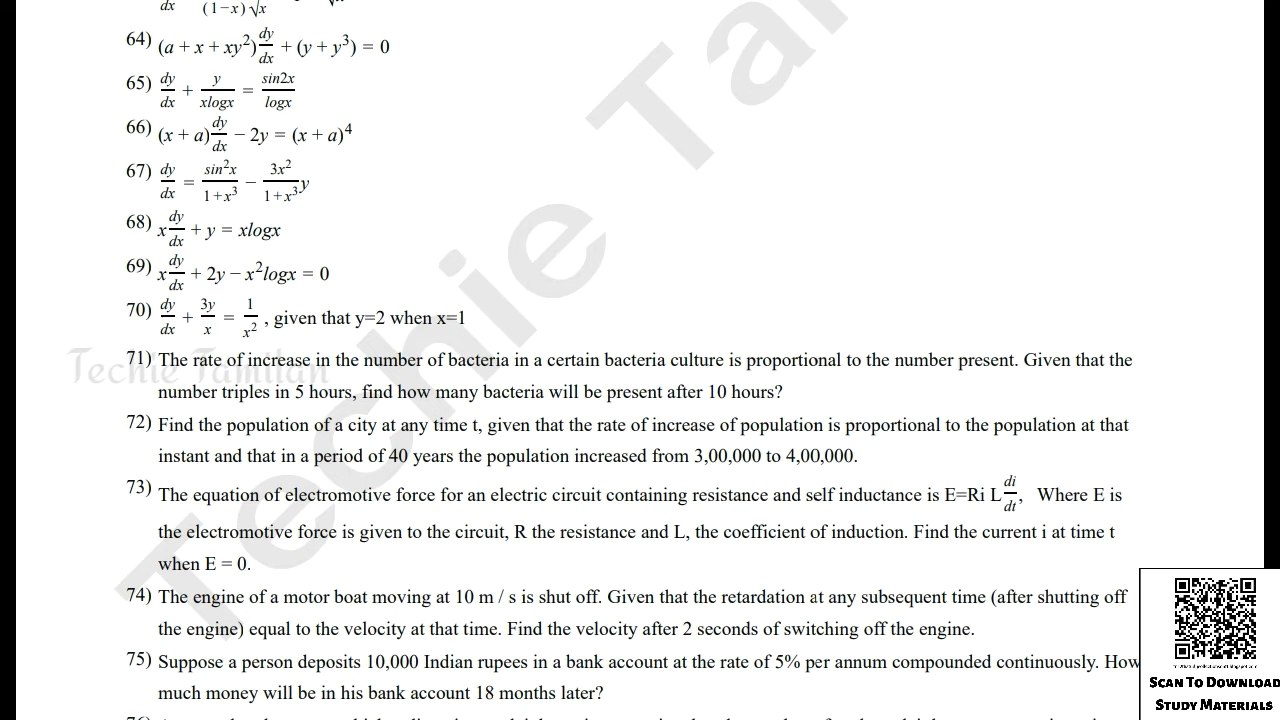 dx (1−x)√x √x
64) (a + x + xy²)dy/dx + (y + y³) = 0
65) dy/dx + y/xlogx = sin2x/logx
66) (x + a)dy/dx − 2y = (x + a)⁴
67) dy/dx = sin²x/1+x³ − 3x²/1+x³ y
68) x dy/dx + y = xlogx
69) x dy/dx + 2y − x²logx = 0
70) dy/dx + 3y/x = 1/x² , given that y=2 when x=1
71) The rate of increase in the number of bacteria in a certain bacteria culture is proportional to the number present. Given that the
number triples in 5 hours, find how many bacteria will be present after 10 hours?
72) Find the population of a city at any time t, given that the rate of increase of population is proportional to the population at that
instant and that in a period of 40 years the population increased from 3,00,000 to 4,00,000.
73) The equation of electromotive force for an electric circuit containing resistance and self inductance is E=Ri L di/dt, Where E is
the electromotive force is given to the circuit, R the resistance and L, the coefficient of induction. Find the current i at time t
when E = 0.
74) The engine of a motor boat moving at 10 m / s is shut off. Given that the retardation at any subsequent time (after shutting off
the engine) equal to the velocity at that time. Find the velocity after 2 seconds of switching off the engine.
75) Suppose a person deposits 10,000 Indian rupees in a bank account at the rate of 5% per annum compounded continuously. How
much money will be in his bank account 18 months later?
Techie Tamilan
Techie Tam
SCAN TO DOWNLOAD
STUDY MATERIALS